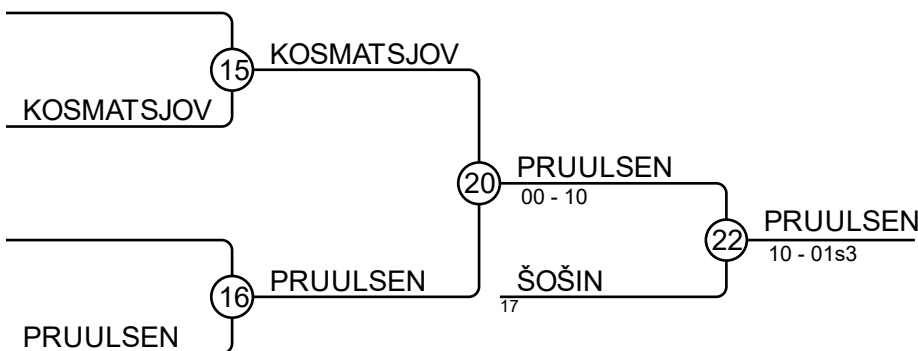 15
KOSMATSJOV
KOSMATSJOV
20
PRUULSEN
00 - 10
22
PRUULSEN
10 - 01s3
16
PRUULSEN
ŠOŠIN
17
PRUULSEN